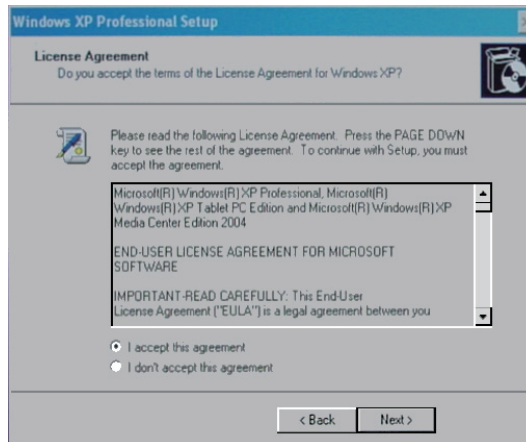 Windows XP Professional Setup
License Agreement
Do you accept the terms of the License Agreement for Windows XP?
Please read the following License Agreement. Press the PAGE DOWN
key to see the rest of the agreement. To continue with Setup, you must
accept the agreement.
Microsoft(R) Windows(R) XP Professional, Microsoft(R)
Windows(R) XP Tablet PC Edition and Microsoft(R) Windows(R) XP
Media Center Edition 2004
END-USER LICENSE AGREEMENT FOR MICROSOFT
SOFTWARE
IMPORTANT-READ CAREFULLY: This End-User
License Agreement ("EULA") is a legal agreement between you
I accept this agreement
I don't accept this agreement
< Back
Next >